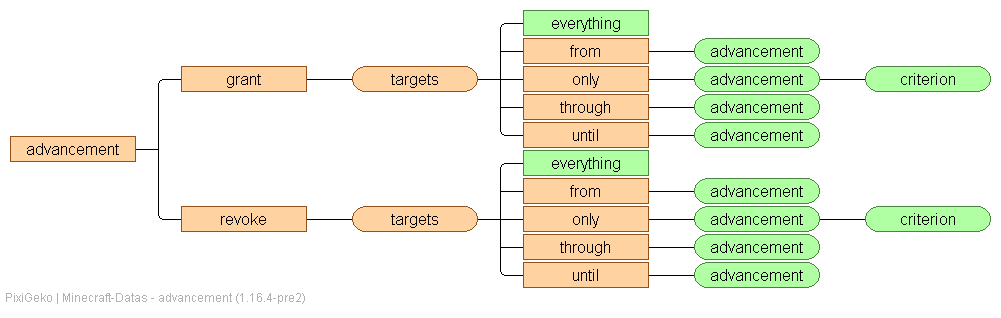 everything
from advancement
grant targets only advancement criterion
through advancement
until advancement
advancement
everything
from advancement
revoke targets only advancement criterion
through advancement
until advancement
PixiGeko | Minecraft-Datas - advancement (1.16.4-pre2)